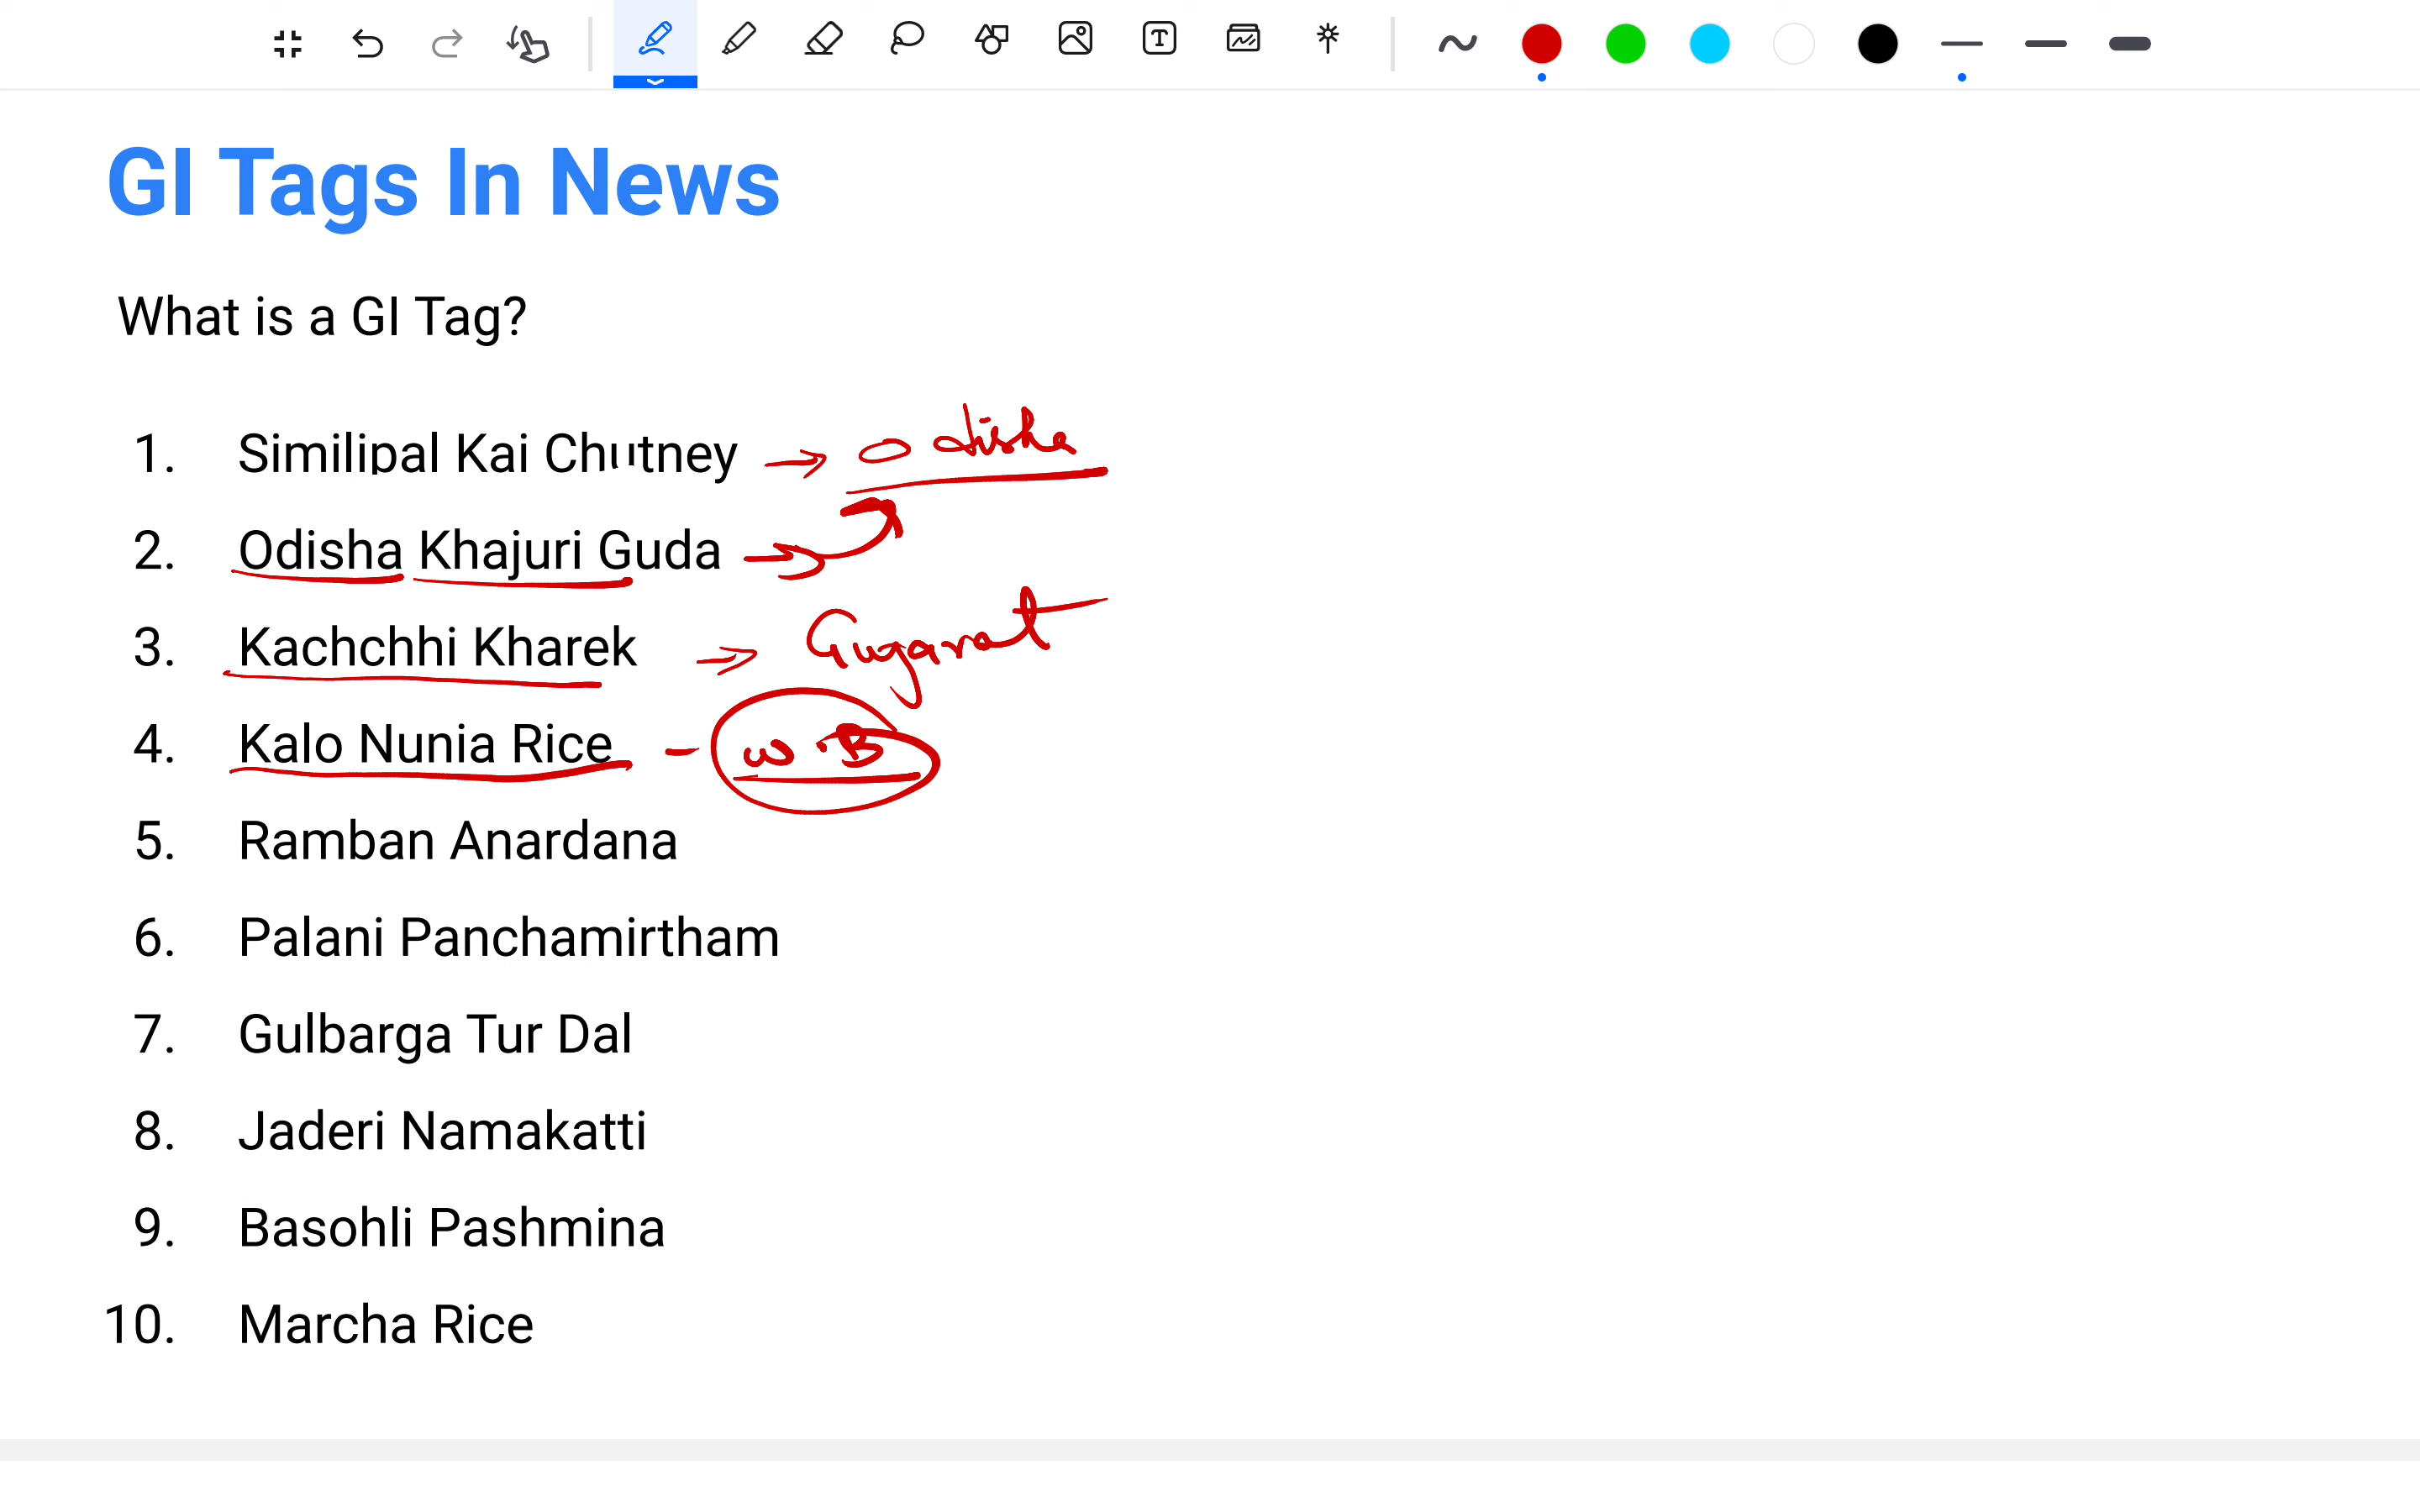 GI Tags In News
What is a GI Tag?
1. Similipal Kai Chutney → Odisha
2. Odisha Khajuri Guda →
3. Kachchhi Kharek → Gujarat
4. Kalo Nunia Rice - W.B
5. Ramban Anardana
6. Palani Panchamirtham
7. Gulbarga Tur Dal
8. Jaderi Namakatti
9. Basohli Pashmina
10. Marcha Rice